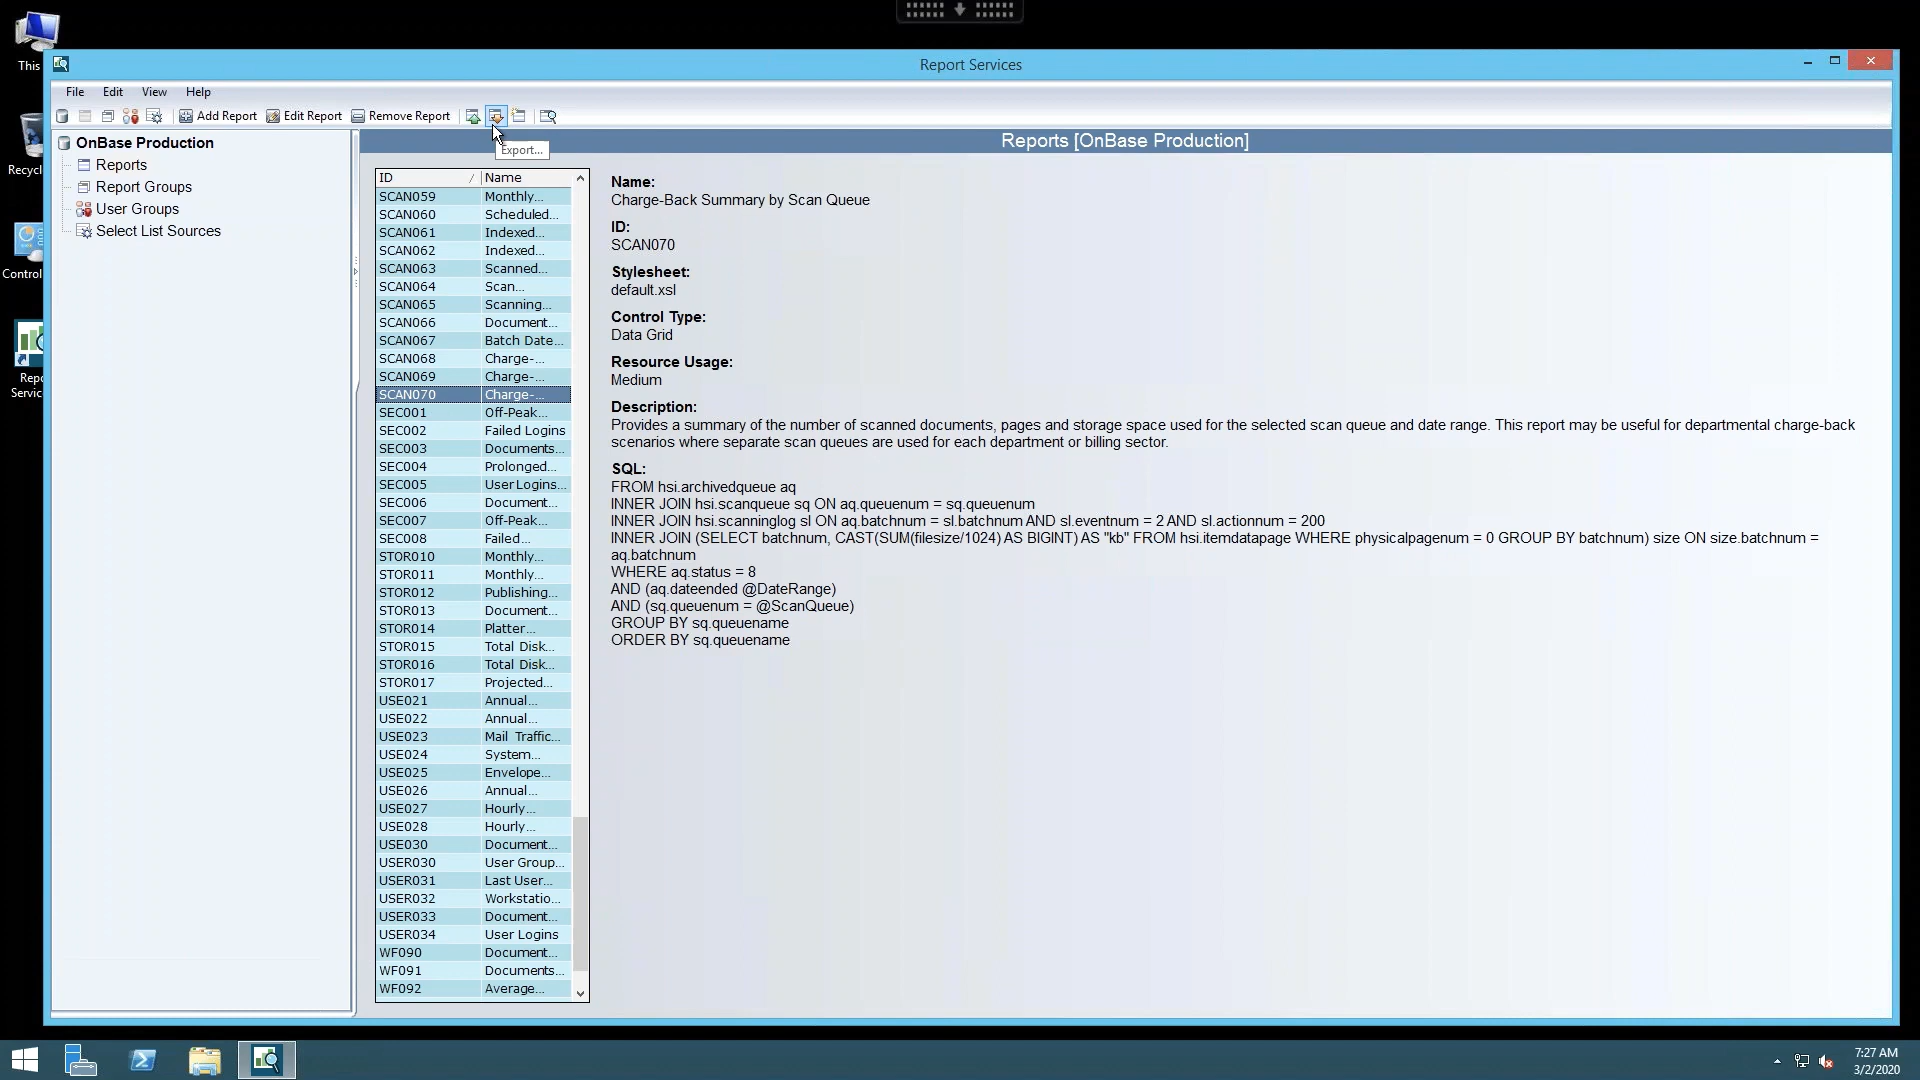 This
Recycl
Control
Repo
Servic
Report Services
File Edit View Help
Add Report Edit Report Remove Report
Export...
OnBase Production
Reports
Report Groups
User Groups
Select List Sources
Reports [OnBase Production]
ID / Name
SCAN059 Monthly...
SCAN060 Scheduled...
SCAN061 Indexed...
SCAN062 Indexed...
SCAN063 Scanned...
SCAN064 Scan...
SCAN065 Scanning...
SCAN066 Document...
SCAN067 Batch Date...
SCAN068 Charge-...
SCAN069 Charge-...
SCAN070 Charge-...
SEC001 Off-Peak...
SEC002 Failed Logins
SEC003 Documents...
SEC004 Prolonged...
SEC005 User Logins...
SEC006 Document...
SEC007 Off-Peak...
SEC008 Failed...
STOR010 Monthly...
STOR011 Monthly...
STOR012 Publishing...
STOR013 Document...
STOR014 Platter...
STOR015 Total Disk...
STOR016 Total Disk...
STOR017 Projected...
USE021 Annual...
USE022 Annual...
USE023 Mail Traffic...
USE024 System...
USE025 Envelope...
USE026 Annual...
USE027 Hourly...
USE028 Hourly...
USE030 Document...
USER030 User Group...
USER031 Last User...
USER032 Workstatio...
USER033 Document...
USER034 User Logins
WF090 Document...
WF091 Documents...
WF092 Average...
Name:
Charge-Back Summary by Scan Queue
ID:
SCAN070
Stylesheet:
default.xsl
Control Type:
Data Grid
Resource Usage:
Medium
Description:
Provides a summary of the number of scanned documents, pages and storage space used for the selected scan queue and date range. This report may be useful for departmental charge-back
scenarios where separate scan queues are used for each department or billing sector.
SQL:
FROM hsi.archivedqueue aq
INNER JOIN hsi.scanqueue sq ON aq.queuenum = sq.queuenum
INNER JOIN hsi.scanninglog sl ON aq.batchnum = sl.batchnum AND sl.eventnum = 2 AND sl.actionnum = 200
INNER JOIN (SELECT batchnum, CAST(SUM(filesize/1024) AS BIGINT) AS "kb" FROM hsi.itemdatapage WHERE physicalpagenum = 0 GROUP BY batchnum) size ON size.batchnum =
aq.batchnum
WHERE aq.status = 8
AND (aq.dateended @DateRange)
AND (sq.queuenum = @ScanQueue)
GROUP BY sq.queuename
ORDER BY sq.queuename
7:27 AM
3/2/2020